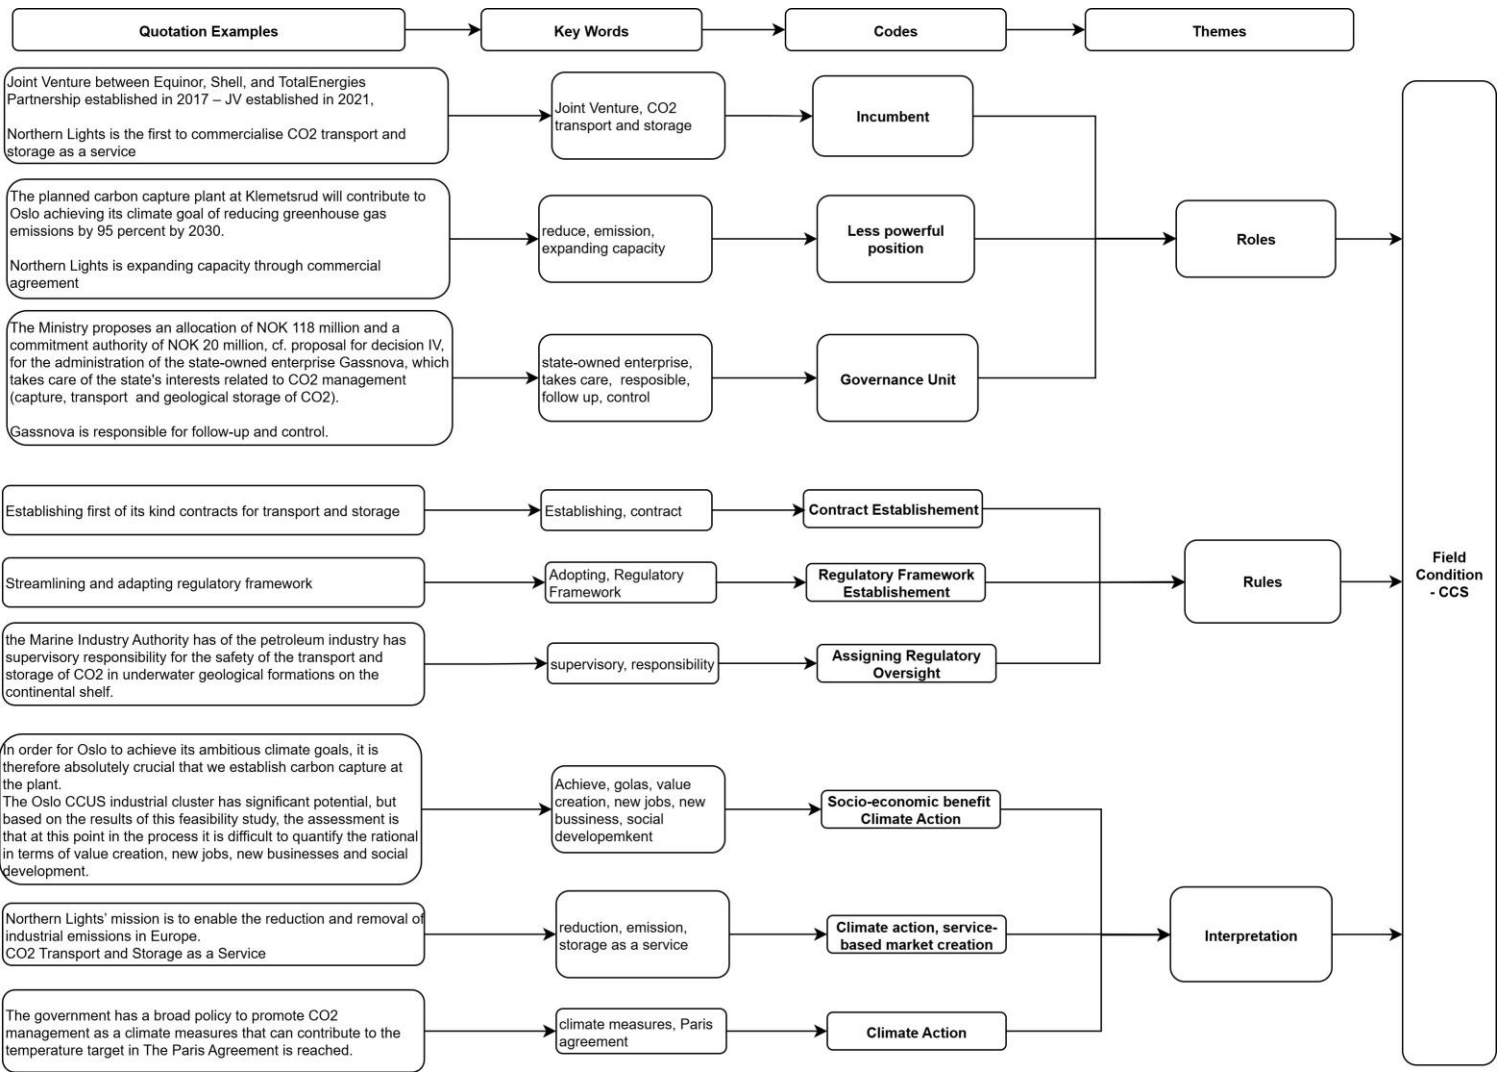 Quotation Examples
Key Words
Codes
Themes
Joint Venture between Equinor, Shell, and TotalEnergies
Partnership established in 2017 – JV established in 2021,
Northern Lights is the first to commercialise CO2 transport and
storage as a service
Joint Venture, CO2
transport and storage
Incumbent
The planned carbon capture plant at Klemetsrud will contribute to
Oslo achieving its climate goal of reducing greenhouse gas
emissions by 95 percent by 2030.
Northern Lights is expanding capacity through commercial
agreement
reduce, emission,
expanding capacity
Less powerful
position
Roles
The Ministry proposes an allocation of NOK 118 million and a
commitment authority of NOK 20 million, cf. proposal for decision IV,
for the administration of the state-owned enterprise Gassnova, which
takes care of the state's interests related to CO2 management
(capture, transport and geological storage of CO2).
Gassnova is responsible for follow-up and control.
state-owned enterprise,
takes care, resposible,
follow up, control
Governance Unit
Establishing first of its kind contracts for transport and storage
Establishing, contract
Contract Establishement
Streamlining and adapting regulatory framework
Adopting, Regulatory
Framework
Regulatory Framework
Establishement
Rules
Field
Condition
- CCS
the Marine Industry Authority has of the petroleum industry has
supervisory responsibility for the safety of the transport and
storage of CO2 in underwater geological formations on the
continental shelf.
supervisory, responsibility
Assigning Regulatory
Oversight
In order for Oslo to achieve its ambitious climate goals, it is
therefore absolutely crucial that we establish carbon capture at
the plant.
The Oslo CCUS industrial cluster has significant potential, but
based on the results of this feasibility study, the assessment is
that at this point in the process it is difficult to quantify the rational
in terms of value creation, new jobs, new businesses and social
development.
Achieve, golas, value
creation, new jobs, new
bussiness, social
developemkent
Socio-economic benefit
Climate Action
Northern Lights’ mission is to enable the reduction and removal of
industrial emissions in Europe.
CO2 Transport and Storage as a Service
reduction, emission,
storage as a service
Climate action, service-
based market creation
Interpretation
The government has a broad policy to promote CO2
management as a climate measures that can contribute to the
temperature target in The Paris Agreement is reached.
climate measures, Paris
agreement
Climate Action